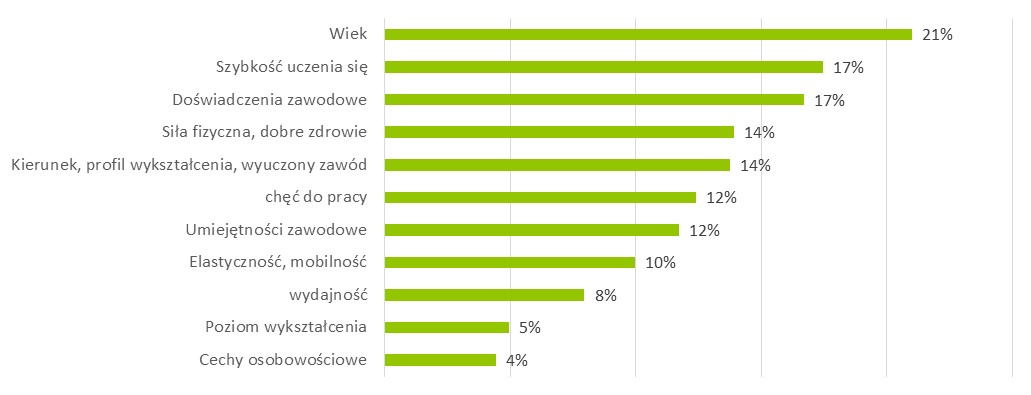 Wiek 21%
Szybkość uczenia się 17%
Doświadczenia zawodowe 17%
Siła fizyczna, dobre zdrowie 14%
Kierunek, profil wykształcenia, wyuczony zawód 14%
chęć do pracy 12%
Umiejętności zawodowe 12%
Elastyczność, mobilność 10%
wydajność 8%
Poziom wykształcenia 5%
Cechy osobowościowe 4%